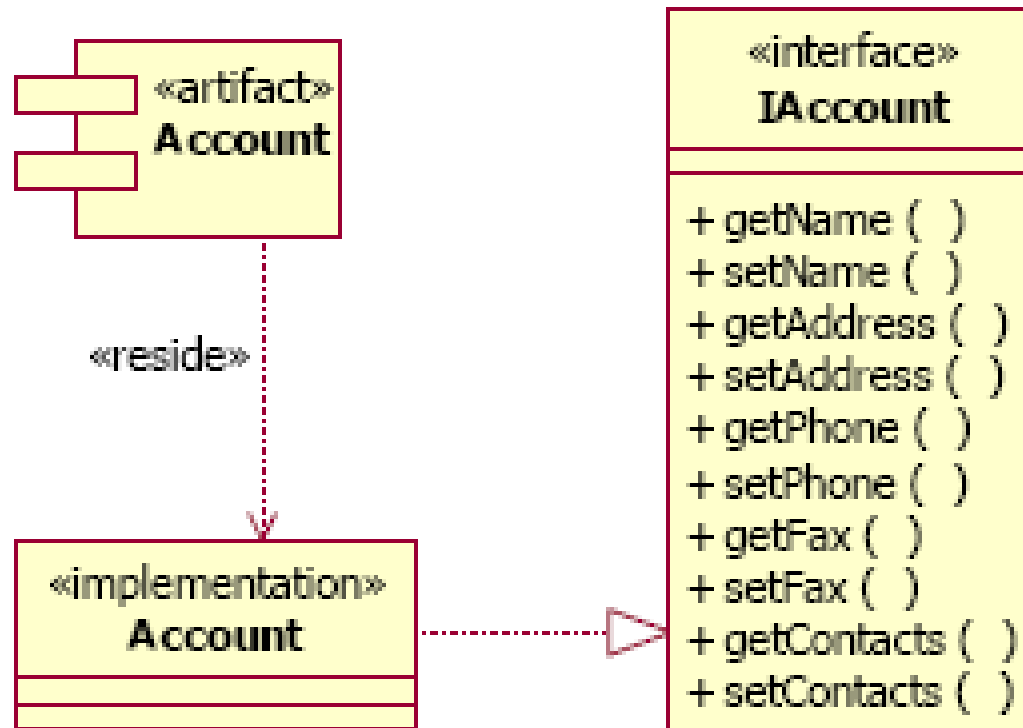 «artifact»
Account
«reside»
«implementation»
Account
«interface»
IAccount
+ getName ( )
+ setName ( )
+ getAddress ( )
+ setAddress ( )
+ getPhone ( )
+ setPhone ( )
+ getFax ( )
+ setFax ( )
+ getContacts ( )
+ setContacts ( )